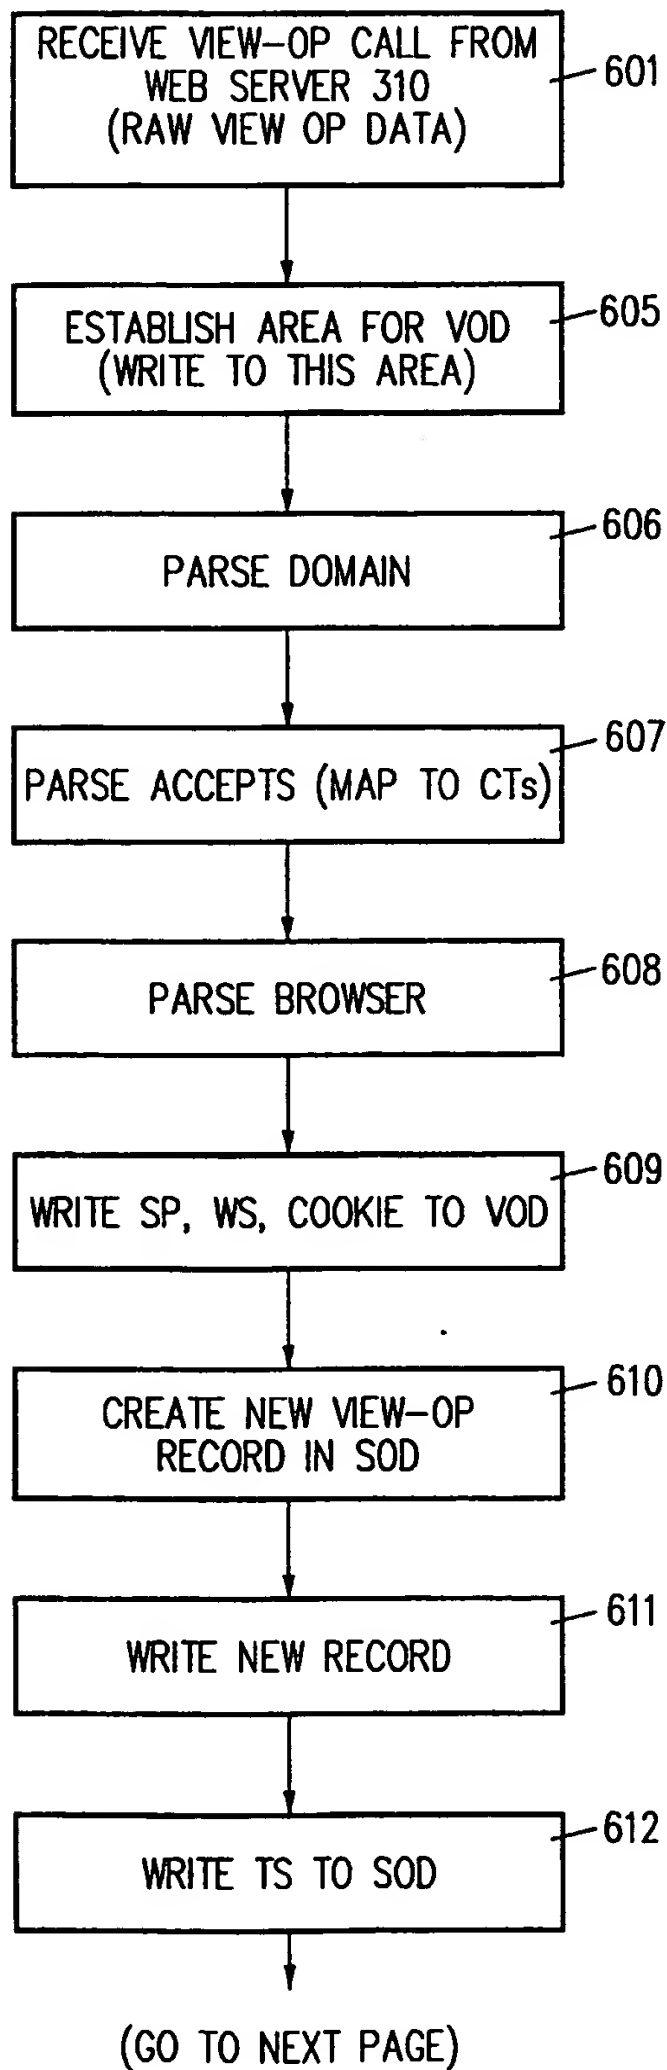 RECEIVE VIEW-OP CALL FROM
WEB SERVER 310
(RAW VIEW OP DATA)
601
ESTABLISH AREA FOR VOD
(WRITE TO THIS AREA)
605
PARSE DOMAIN
606
PARSE ACCEPTS (MAP TO CTs)
607
PARSE BROWSER
608
WRITE SP, WS, COOKIE TO VOD
609
CREATE NEW VIEW-OP
RECORD IN SOD
610
WRITE NEW RECORD
611
WRITE TS TO SOD
612
(GO TO NEXT PAGE)